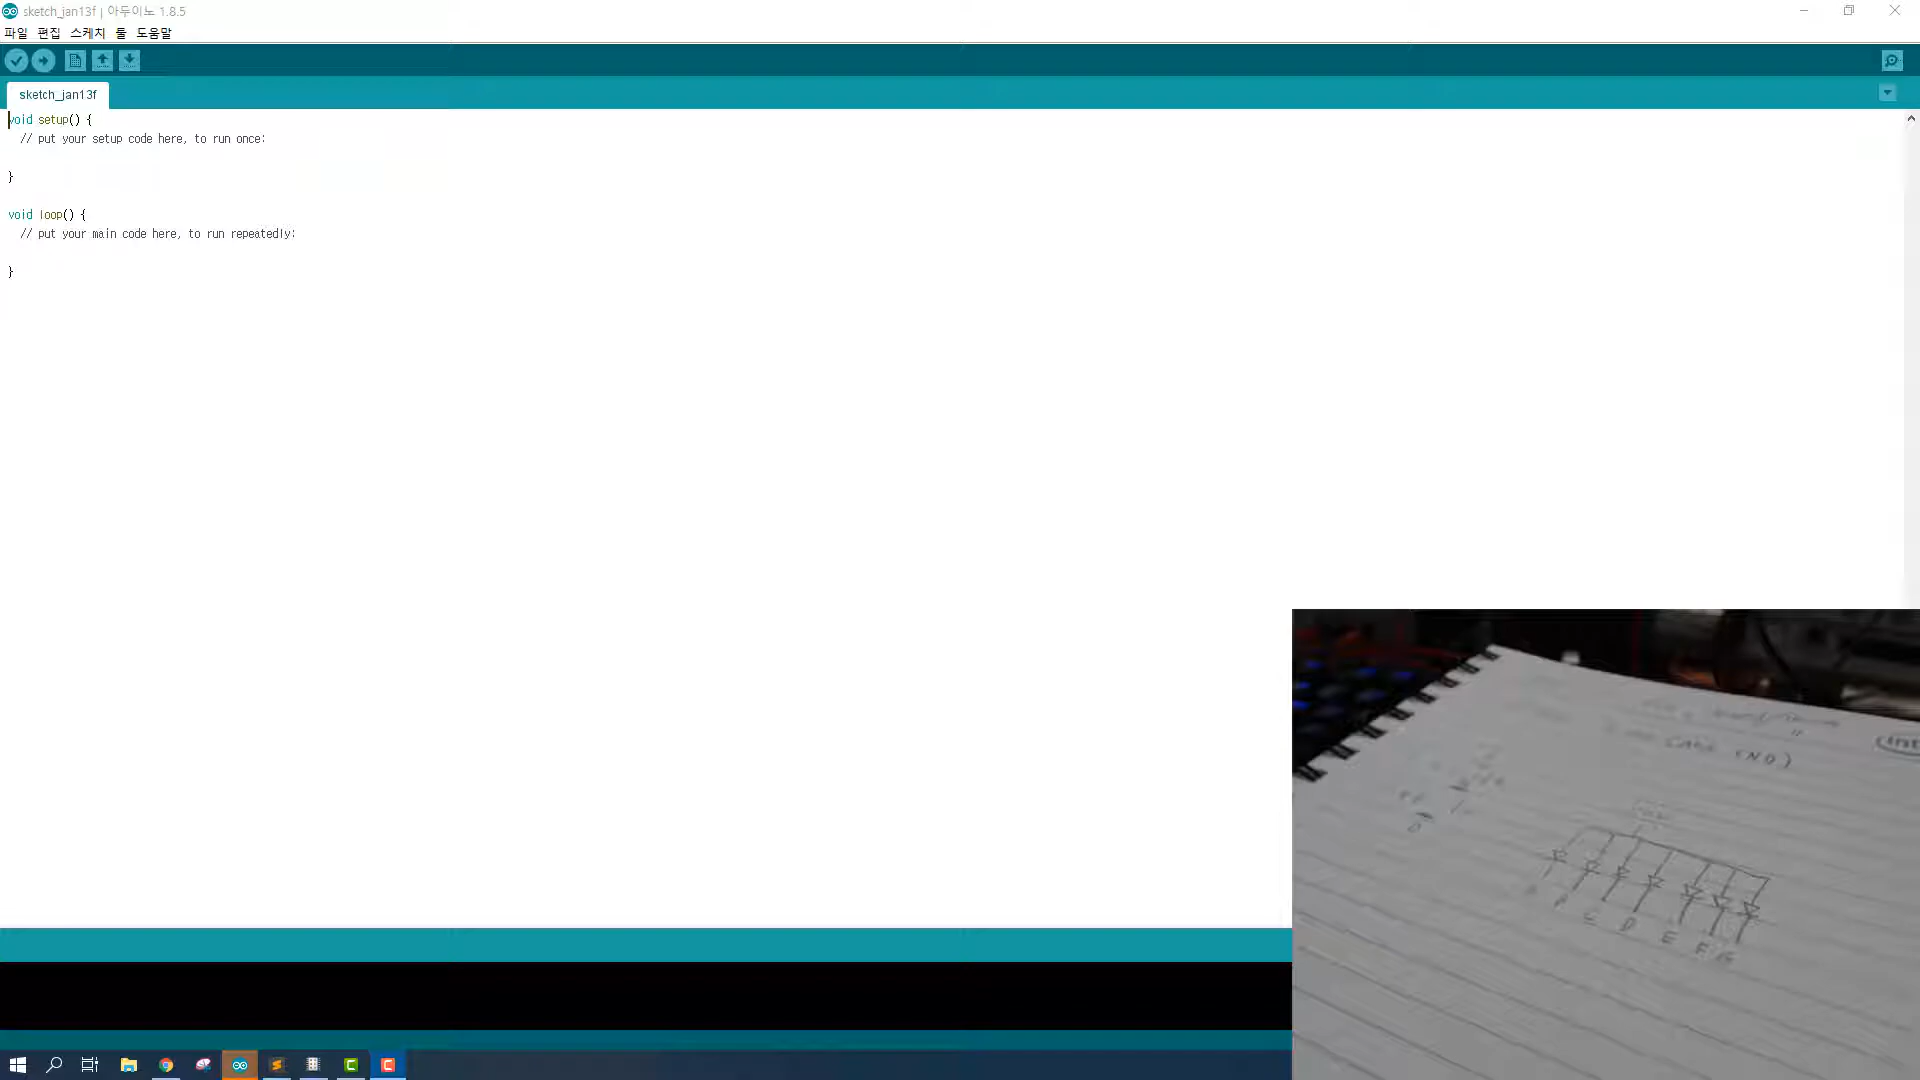 sketch_jan13f | 아두이노 1.8.5
파일 편집 스케치 툴 도움말
sketch_jan13f
void setup() {
// put your setup code here, to run once:
}
void loop() {
// put your main code here, to run repeatedly:
}
(NO)
C
D
E
F
G